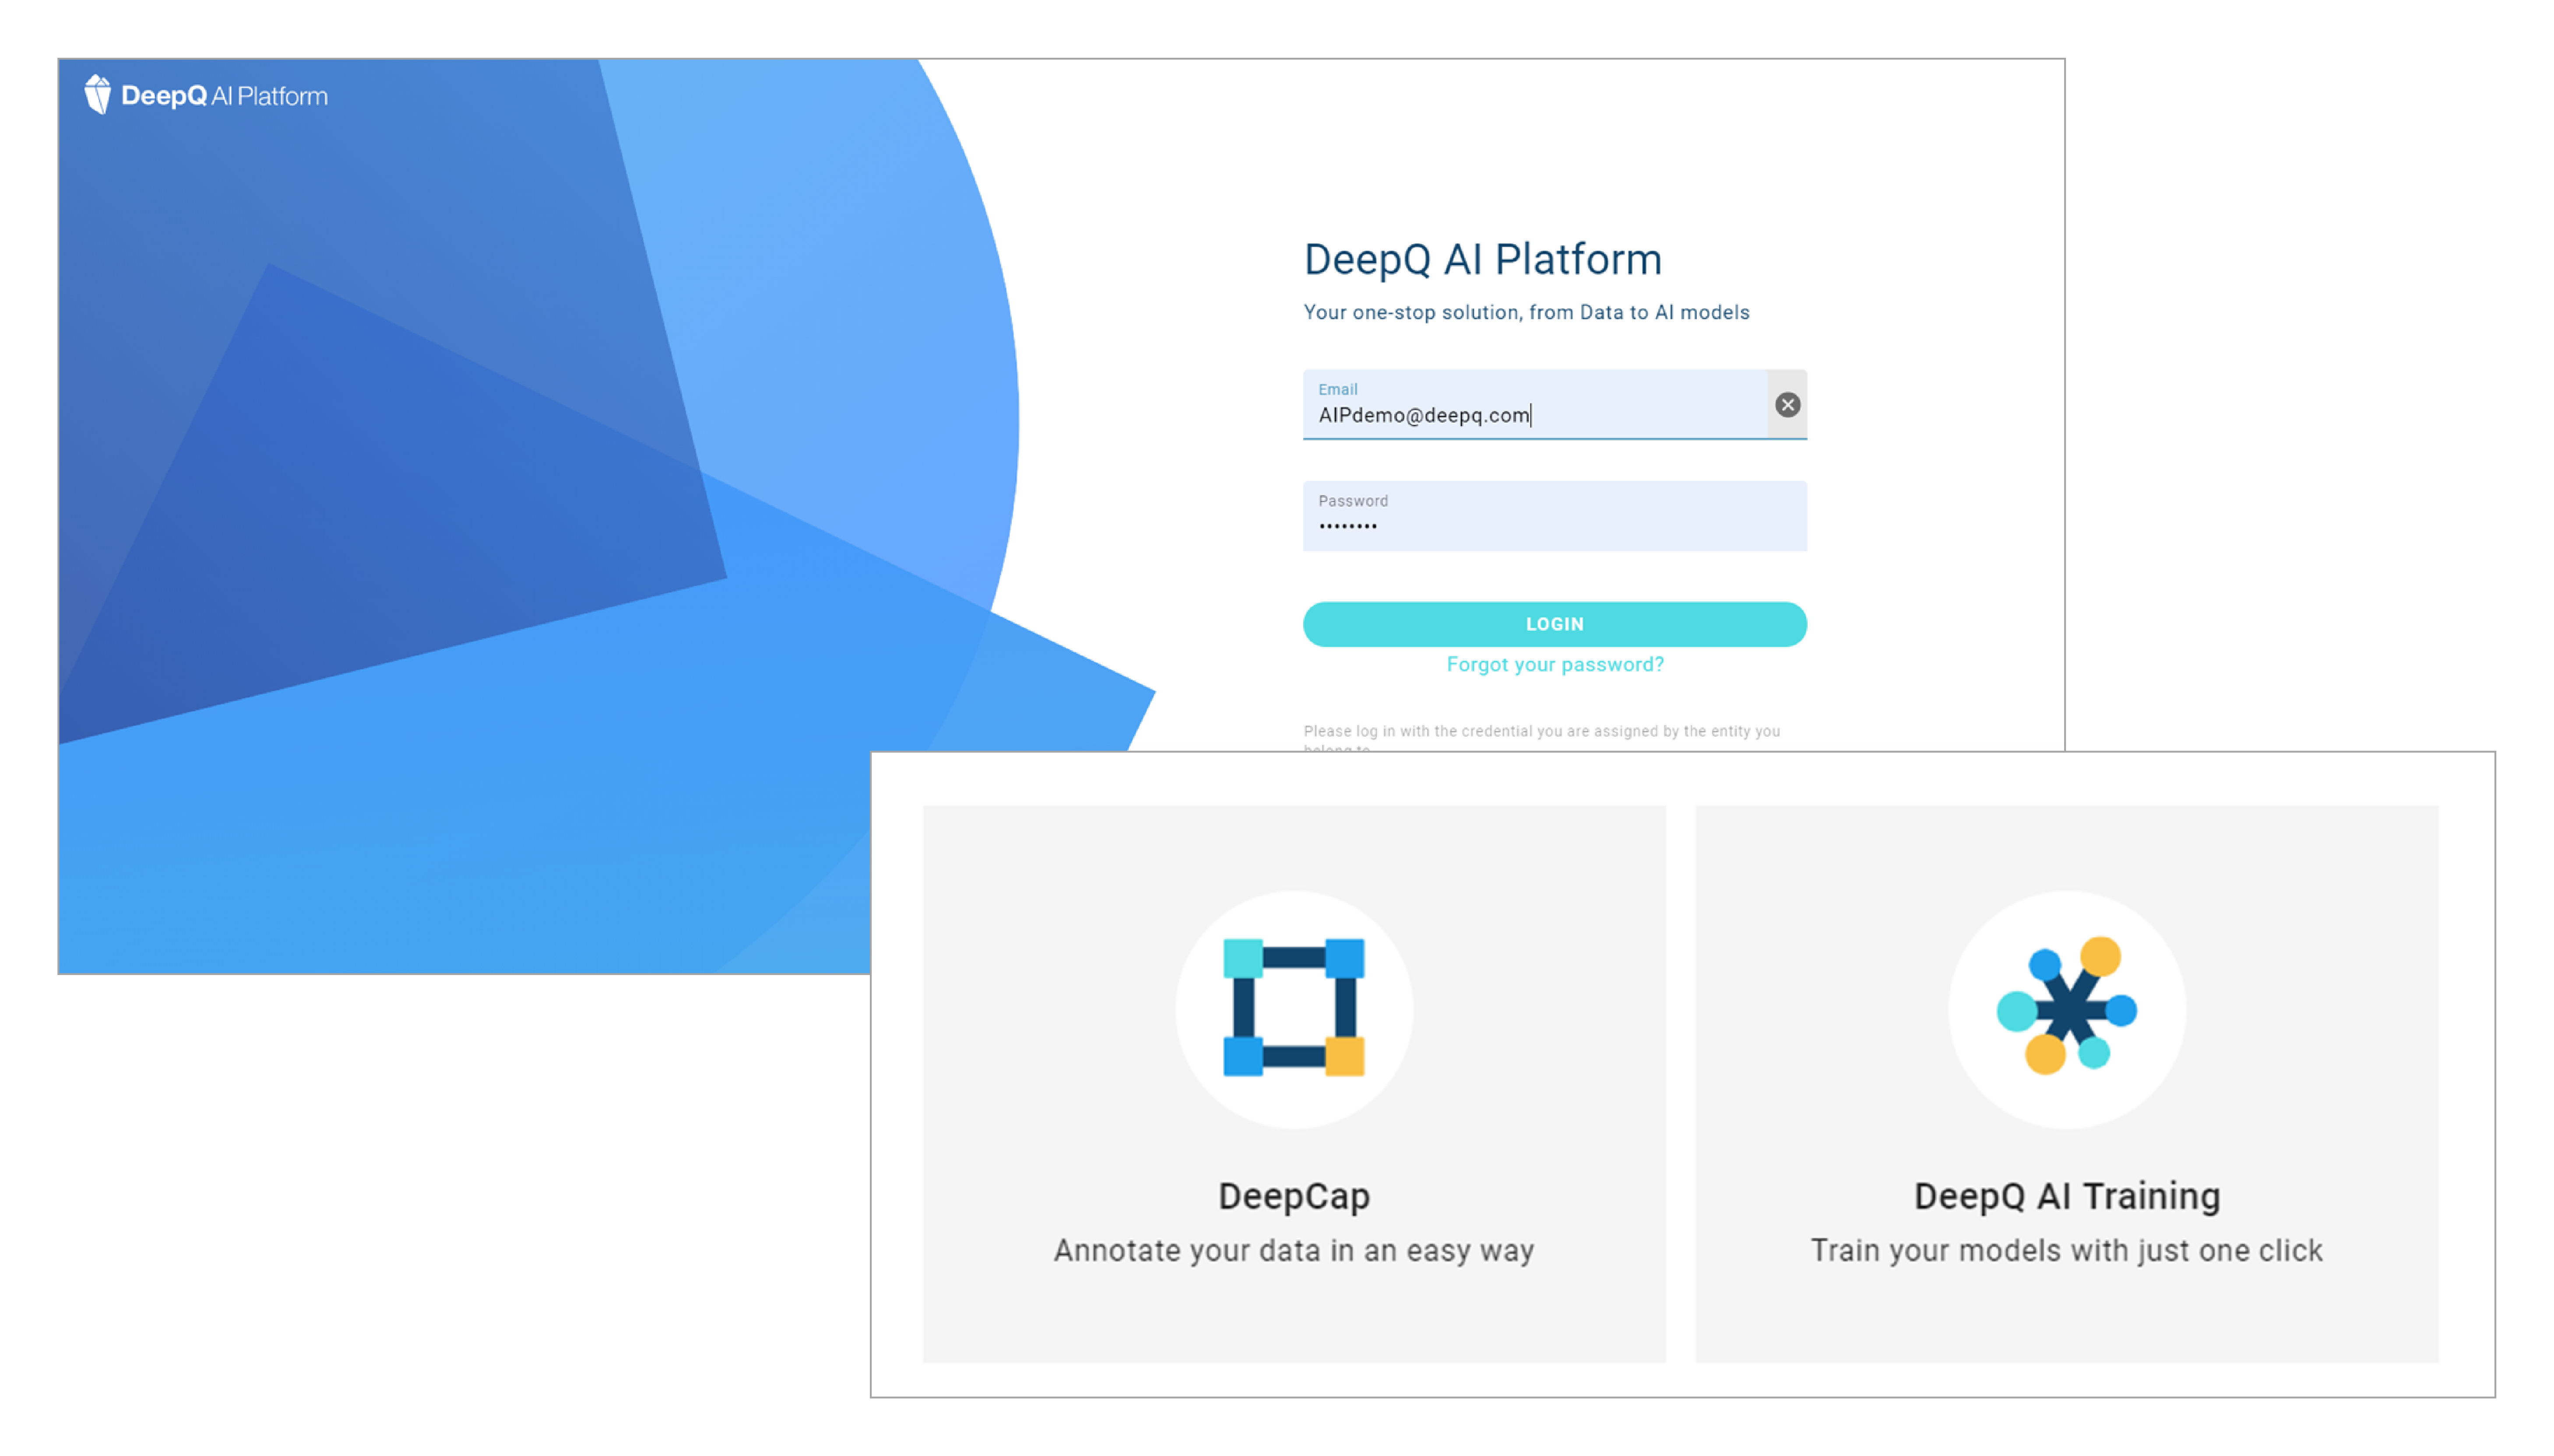 DeepQ AI Platform
DeepQ AI Platform
Your one-stop solution, from Data to AI models
Email
AIPdemo@deepq.com
Password
••••••••
LOGIN
Forgot your password?
Please log in with the credential you are assigned by the entity you
belong to
DeepCap
Annotate your data in an easy way
DeepQ AI Training
Train your models with just one click